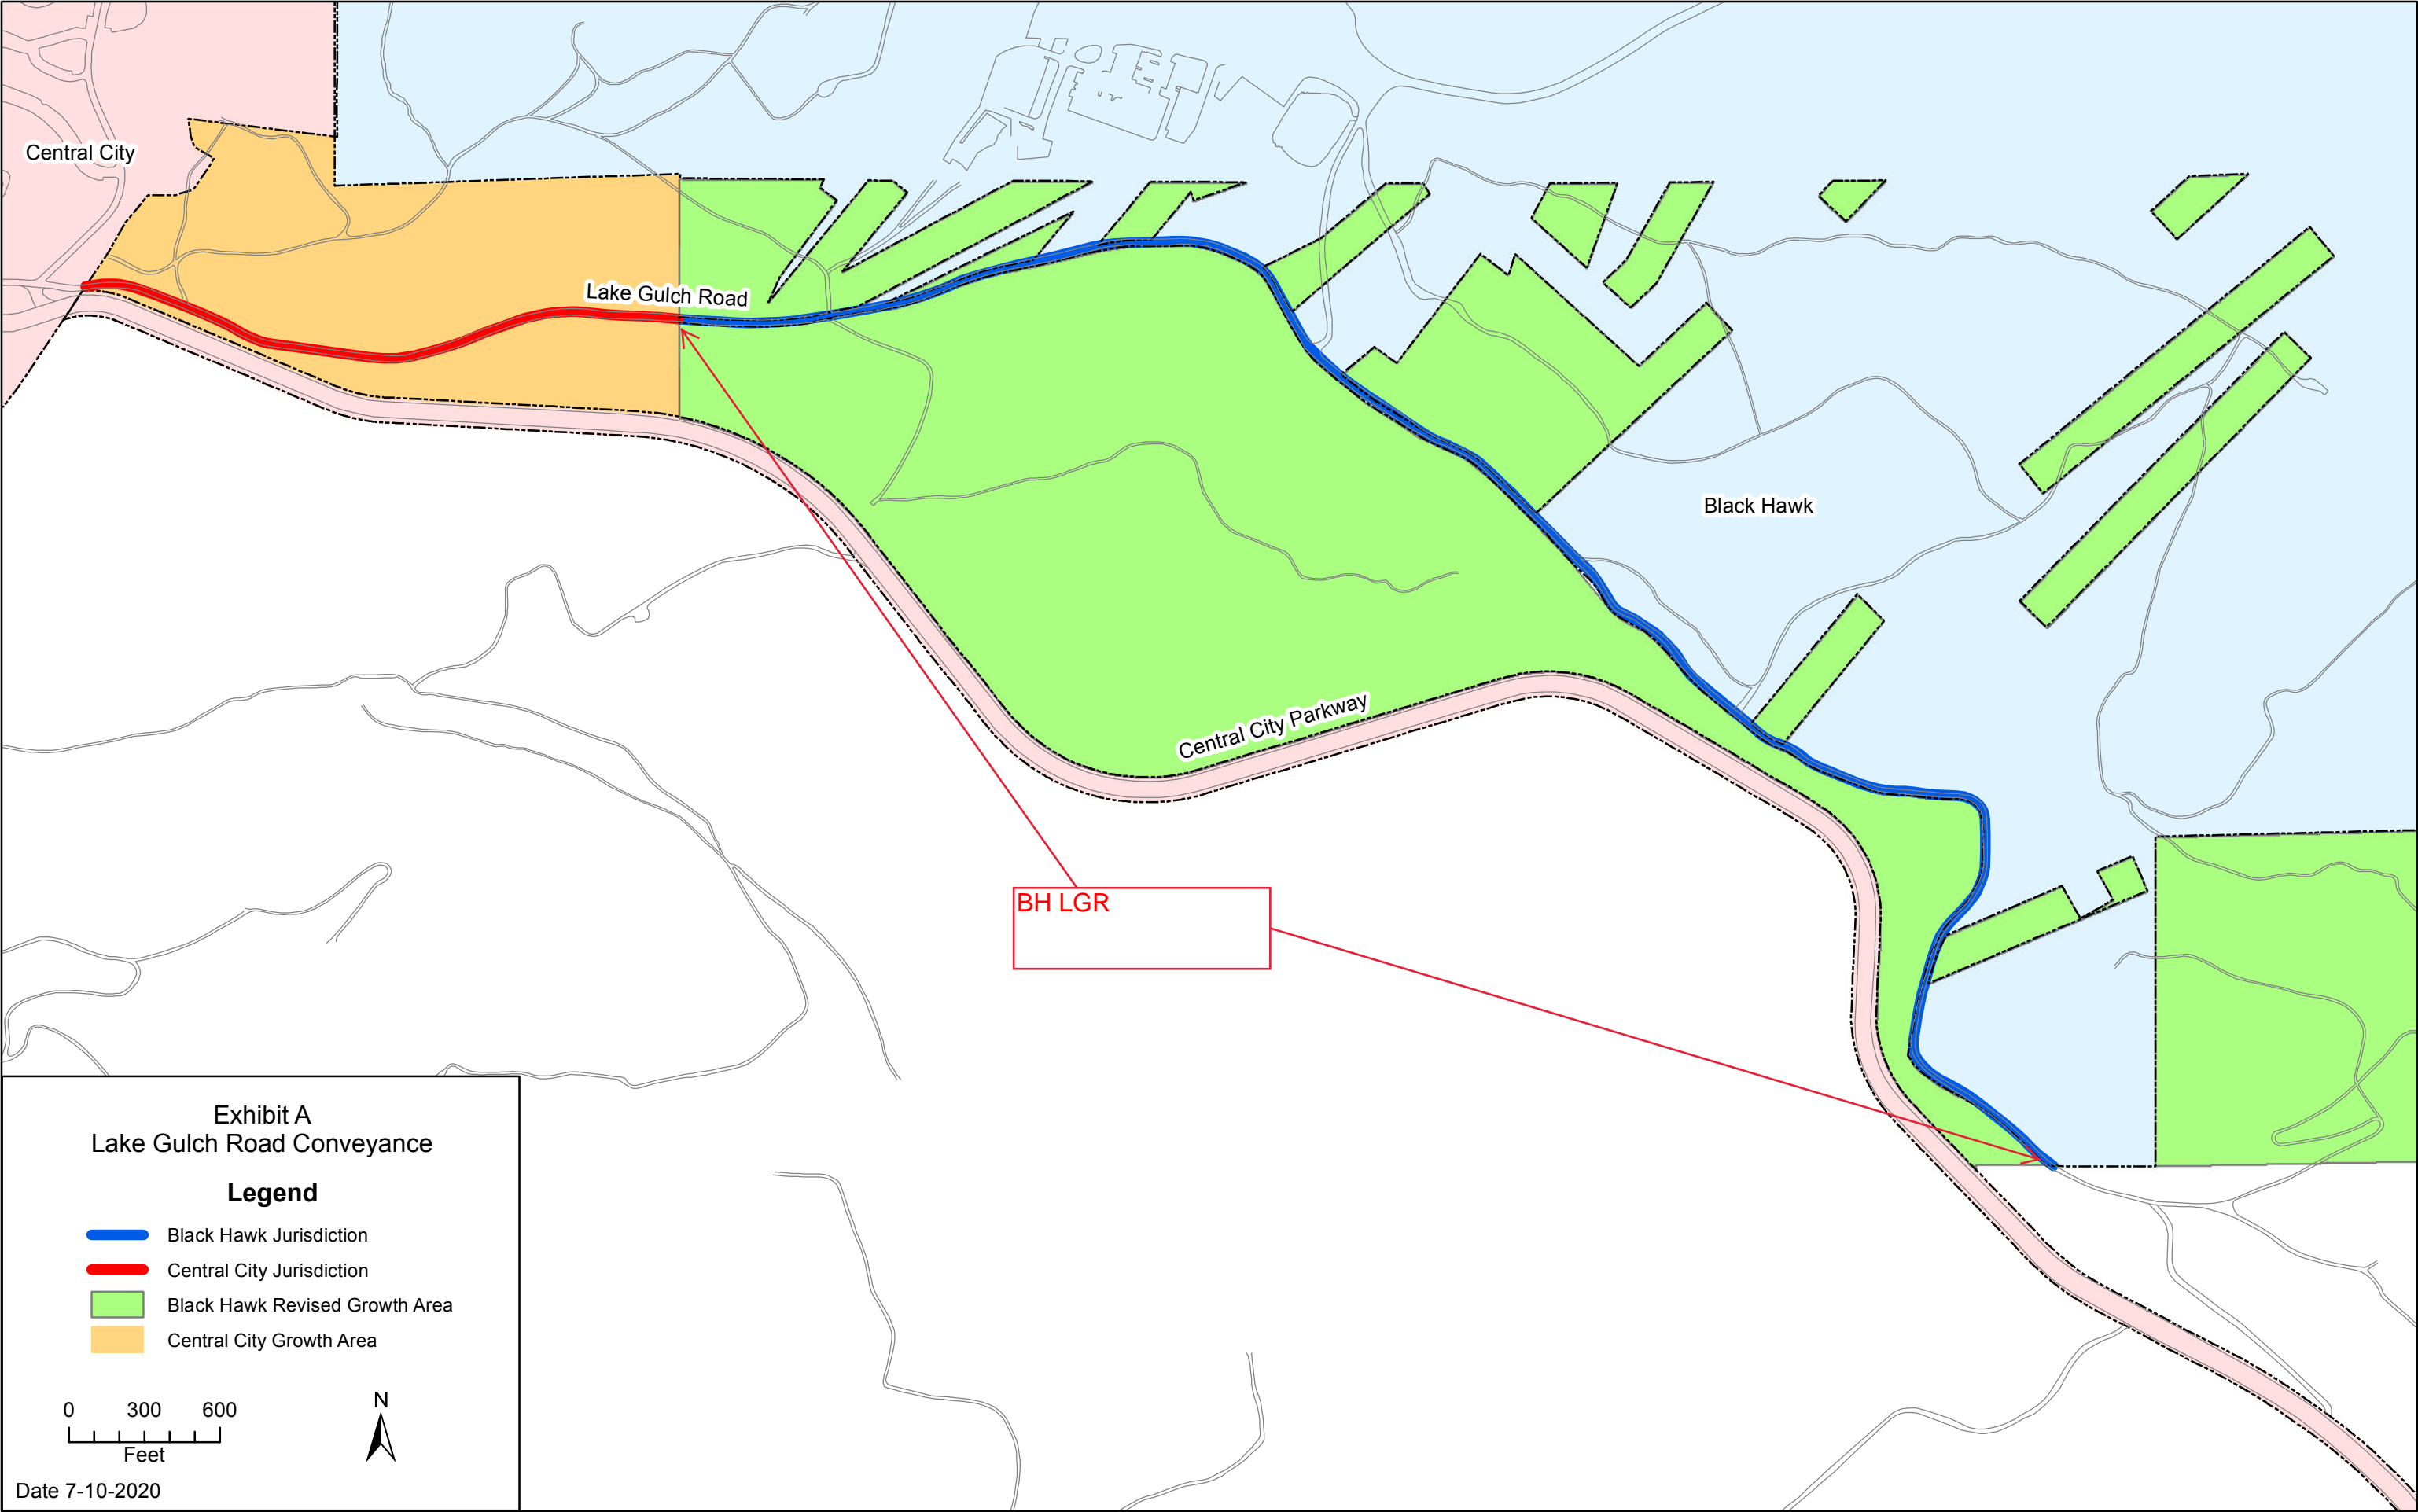 Central City
Lake Gulch Road
Black Hawk
Central City Parkway
BH LGR
Exhibit A
Lake Gulch Road Conveyance
Legend
Black Hawk Jurisdiction
Central City Jurisdiction
Black Hawk Revised Growth Area
Central City Growth Area
0 300 600
Feet
N
Date 7-10-2020